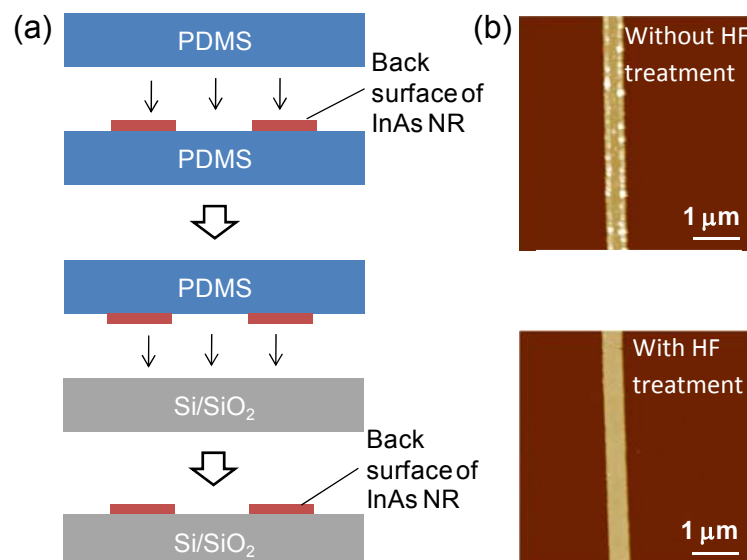 (a)
PDMS
Back
surface of
InAs NR
PDMS
PDMS
Si/SiO2
Back
surface of
InAs NR
Si/SiO2
(b)
Without HF
treatment
1 μm
With HF
treatment
1 μm